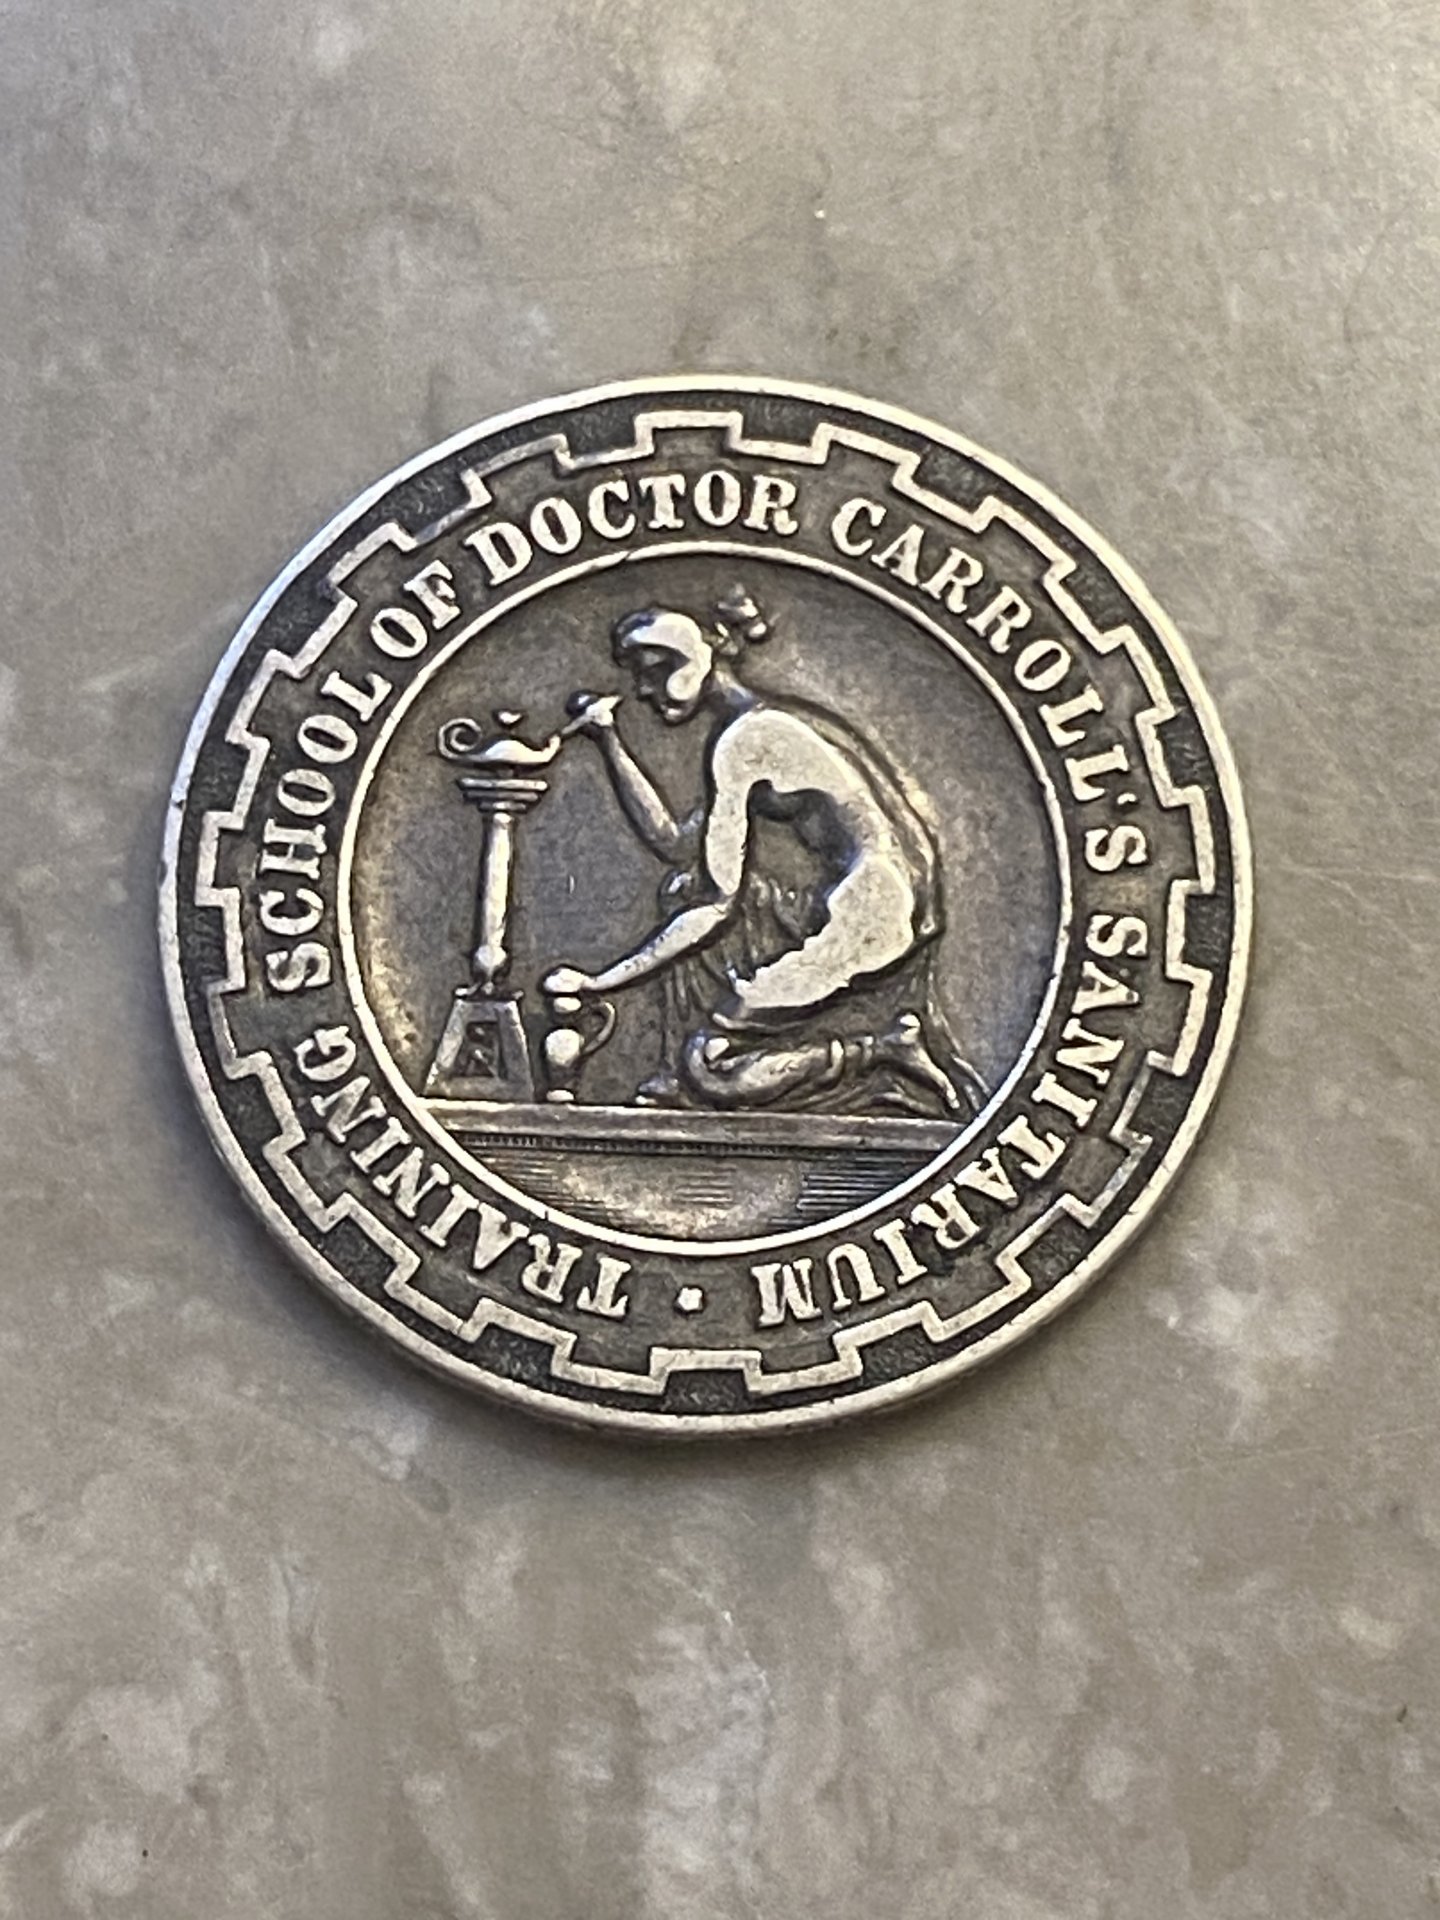 TRAINING SCHOOL OF DOCTOR CARROLL'S SANITARIUM